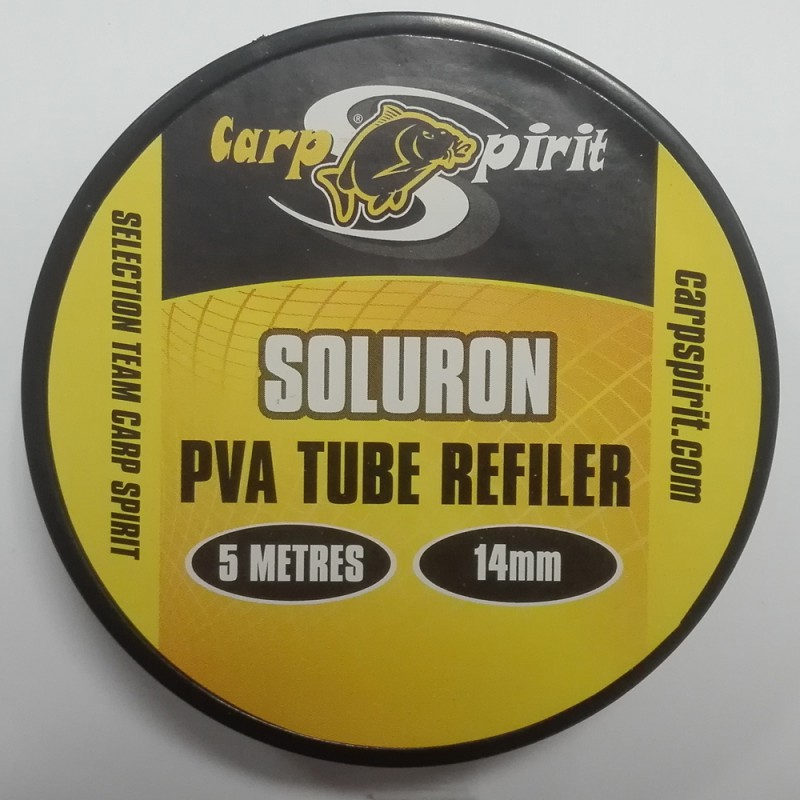 Carp Spirit ®
SELECTION TEAM CARP SPIRIT
carpspirit.com
SOLURON
PVA TUBE REFILER
5 METRES
14mm